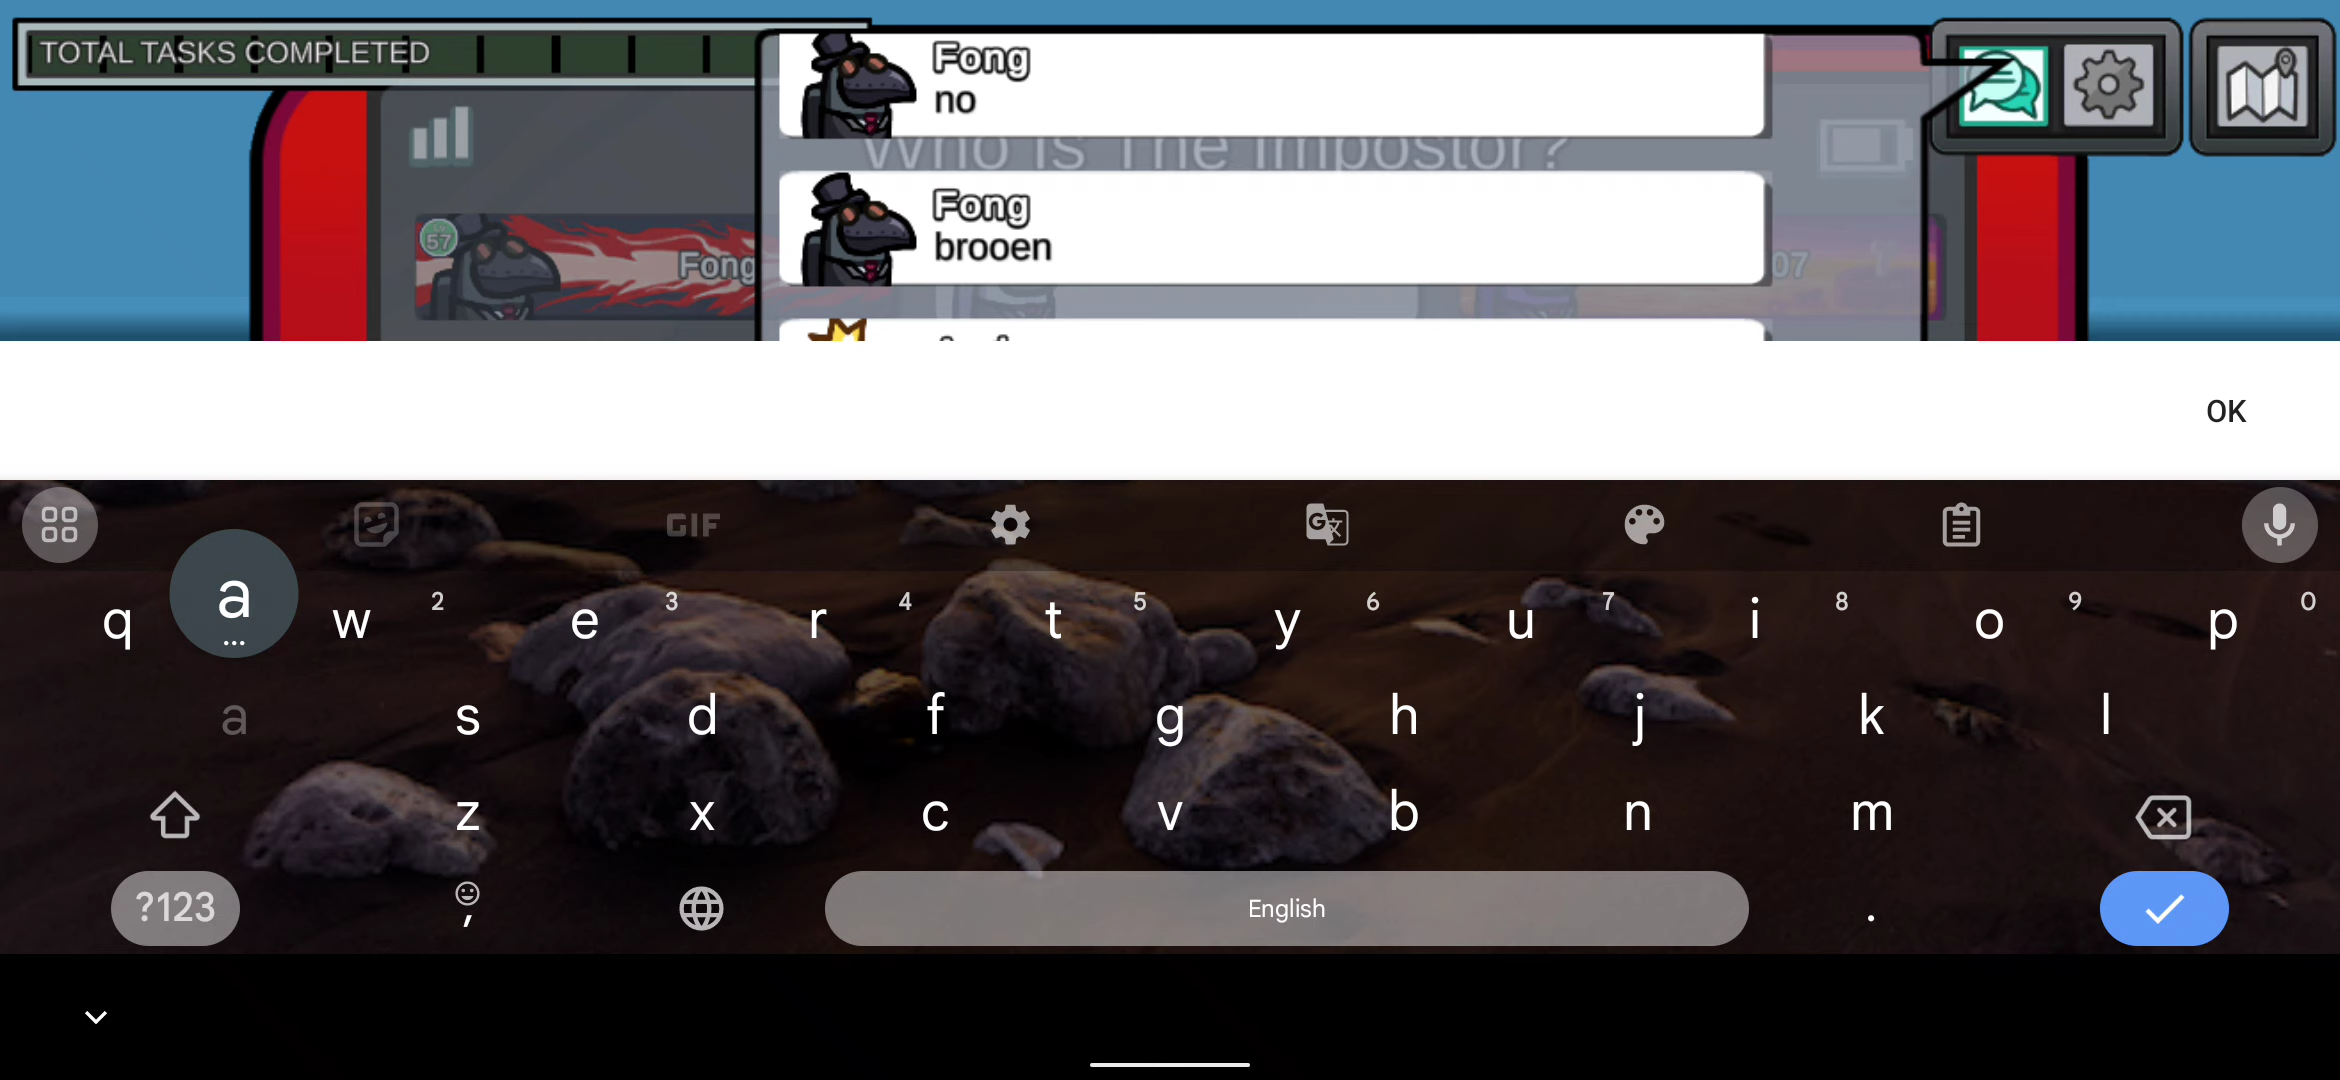 TOTAL TASKS COMPLETED
Fong
no
Who Is The Impostor?
Fong
brooen
57
Fong
07
OK
GIF
G
a
q w 2 e 3 r 4 t 5 y 6 u 7 i 8 o 9 p 0
a s d f g h j k l
z x c v b n m
?123 , English .